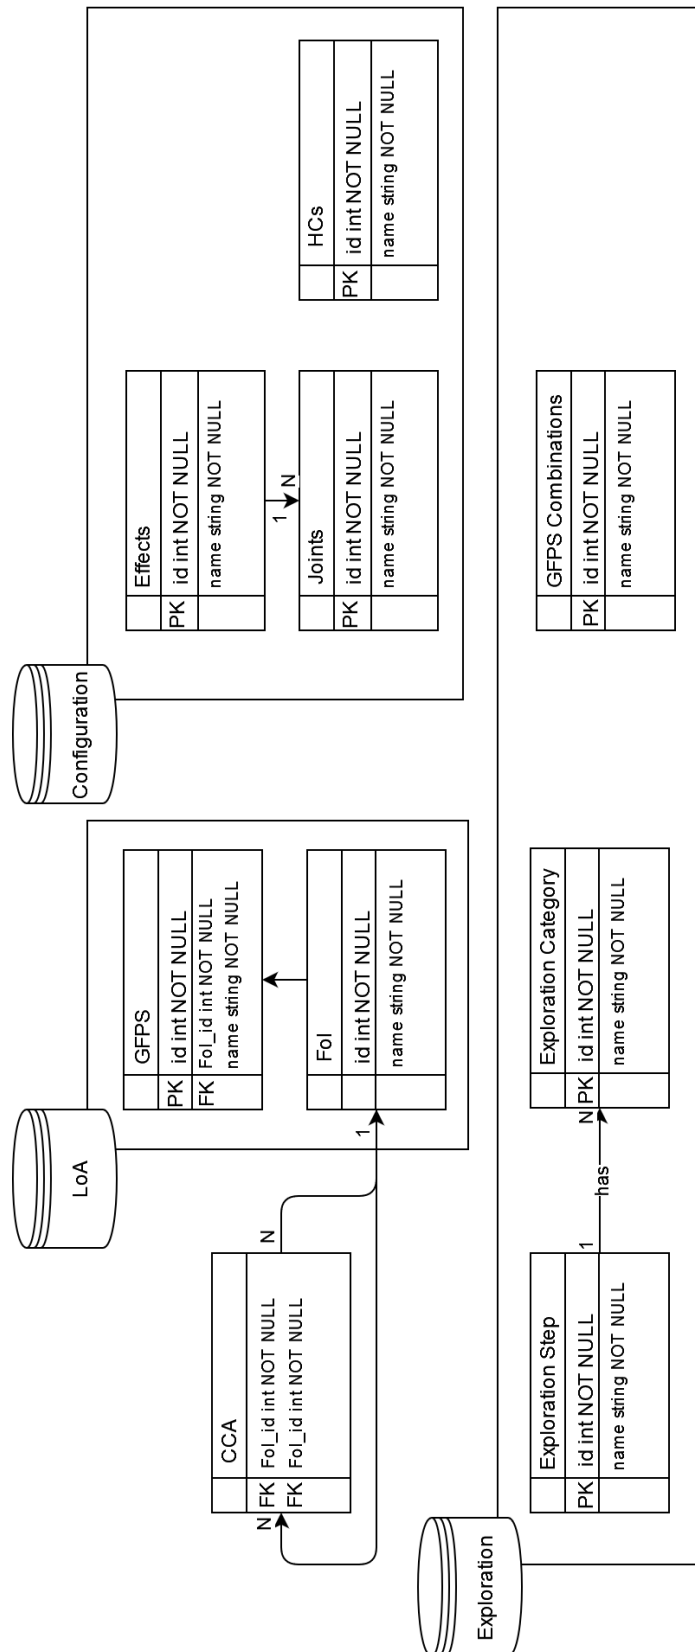 LoA
Configuration
CCA
FK FoI_id int NOT NULL
FK FoI_id int NOT NULL
N
N
GFPS
PK id int NOT NULL
FK FoI_id int NOT NULL
name string NOT NULL
FoI
id int NOT NULL
name string NOT NULL
1
Effects
PK id int NOT NULL
name string NOT NULL
1
N
Joints
PK id int NOT NULL
name string NOT NULL
HCs
PK id int NOT NULL
name string NOT NULL
Exploration
Exploration Step
PK id int NOT NULL
name string NOT NULL
1
has
N
Exploration Category
PK id int NOT NULL
name string NOT NULL
GFPS Combinations
PK id int NOT NULL
name string NOT NULL